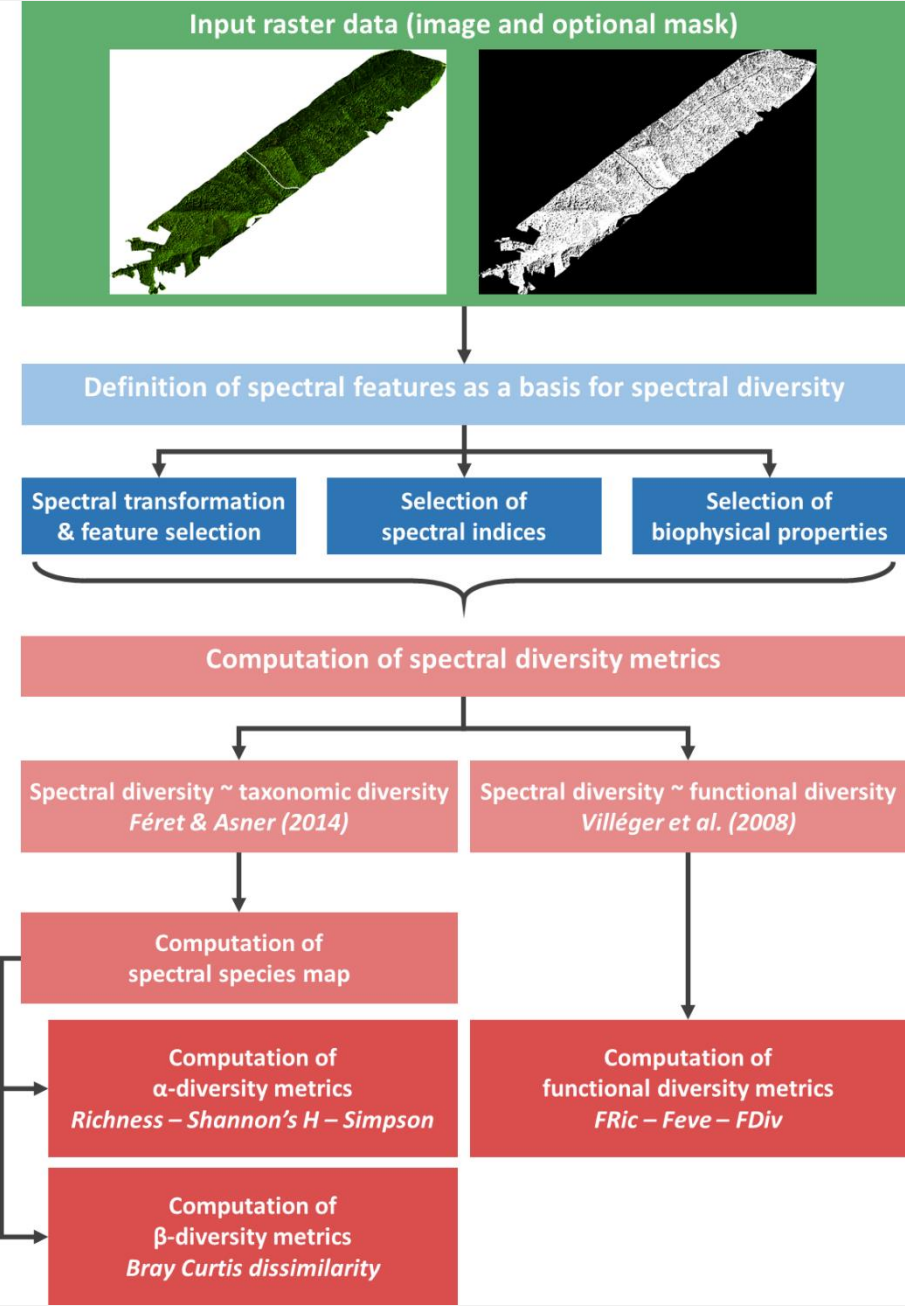 Input raster data (image and optional mask)
Definition of spectral features as a basis for spectral diversity
Spectral transformation
& feature selection
Selection of
spectral indices
Selection of
biophysical properties
Computation of spectral diversity metrics
Spectral diversity ~ taxonomic diversity
Féret & Asner (2014)
Spectral diversity ~ functional diversity
Villéger et al. (2008)
Computation of
spectral species map
Computation of
α-diversity metrics
Richness – Shannon's H – Simpson
Computation of
functional diversity metrics
FRic – Feve – FDiv
Computation of
β-diversity metrics
Bray Curtis dissimilarity